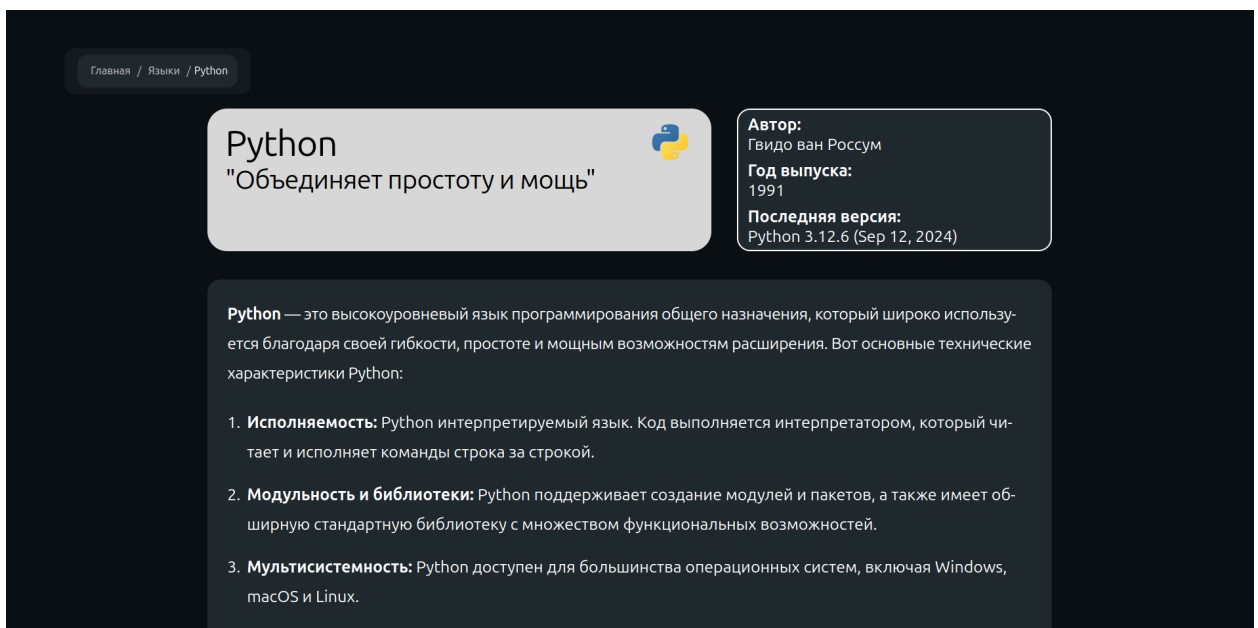 Главная / Языки / Python
Python
"Объединяет простоту и мощь"
Автор:
Гвидо ван Россум
Год выпуска:
1991
Последняя версия:
Python 3.12.6 (Sep 12, 2024)
Python — это высокоуровневый язык программирования общего назначения, который широко использу-
ется благодаря своей гибкости, простоте и мощным возможностям расширения. Вот основные технические
характеристики Python:
1. Исполняемость: Python интерпретируемый язык. Код выполняется интерпретатором, который чи-
тает и исполняет команды строка за строкой.
2. Модульность и библиотеки: Python поддерживает создание модулей и пакетов, а также имеет об-
ширную стандартную библиотеку с множеством функциональных возможностей.
3. Мультисистемность: Python доступен для большинства операционных систем, включая Windows,
macOS и Linux.